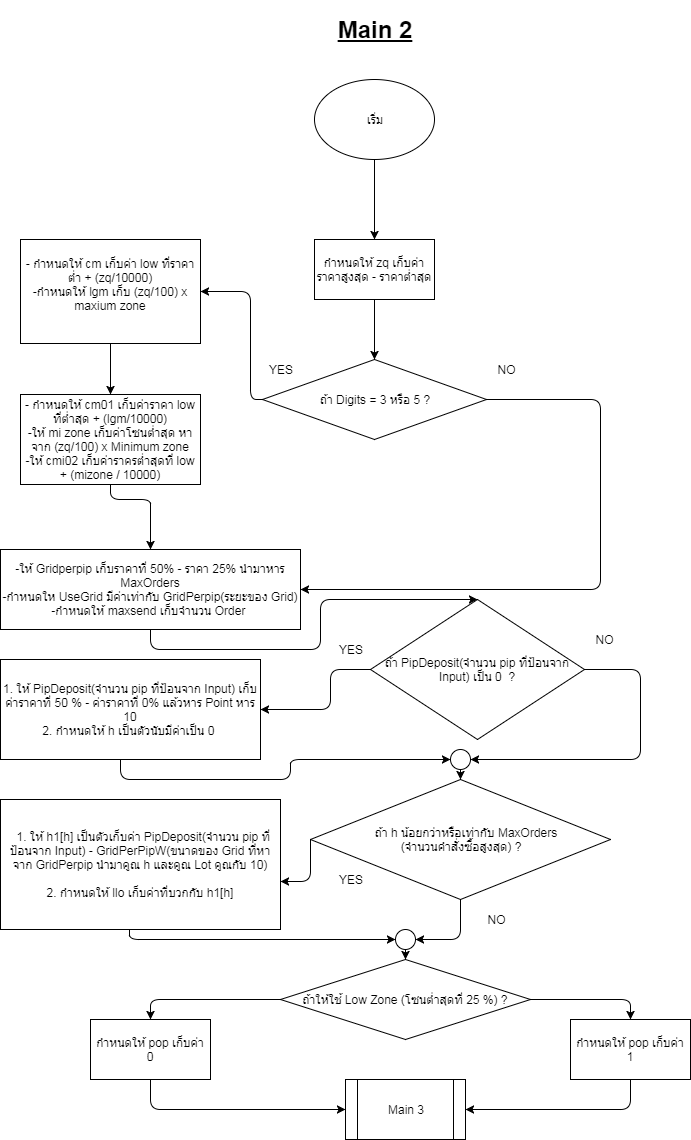 Main 2
เริ่ม
กำหนดให้ zq เก็บค่า
ราคาสูงสุด - ราคาต่ำสุด
- กำหนดให้ cm เก็บค่า low ที่ราคา
ต่ำ + (zq/10000)
-กำหนดให้ lgm เก็บ (zq/100) x
maxium zone
YES
NO
ถ้า Digits = 3 หรือ 5 ?
- กำหนดให้ cm01 เก็บค่าราคา low
ที่ต่ำสุด + (lgm/10000)
-ให้ mi zone เก็บค่าโซนต่ำสุด หา
จาก (zq/100) x Minimum zone
-ให้ cmi02 เก็บค่าราครต่ำสุดที่ low
+ (mizone / 10000)
-ให้ Gridperpip เก็บราคาที่ 50% - ราคา 25% นำมาหาร
MaxOrders
-กำหนดให UseGrid มีค่าเท่ากับ GridPerpip(ระยะของ Grid)
-กำหนดให้ maxsend เก็บจำนวน Order
YES
NO
ถ้า PipDeposit(จำนวน pip ที่ป้อนจาก
Input) เป็น 0 ?
1. ให้ PipDeposit(จำนวน pip ที่ป้อนจาก Input) เก็บ
ค่าราคาที่ 50 % - ค่าราคาที่ 0% แล้วหาร Point หาร
10
2. กำหนดให้ h เป็นตัวนับมีค่าเป็น 0
ถ้า h น้อยกว่าหรือเท่ากับ MaxOrders
(จำนวนคำสั่งซื้อสูงสุด) ?
1. ให้ h1[h] เป็นตัวเก็บค่า PipDeposit(จำนวน pip ที่
ป้อนจาก Input) - GridPerPipW(ขนาดของ Grid ที่หา
จาก GridPerpip นำมาคูณ h และคูณ Lot คูณกับ 10)
2. กำหนดให้ llo เก็บค่าที่บวกกับ h1[h]
YES
NO
ถ้าให้ใช้ Low Zone (โซนต่ำสุดที่ 25 %) ?
กำหนดให้ pop เก็บค่า
0
กำหนดให้ pop เก็บค่า
1
Main 3